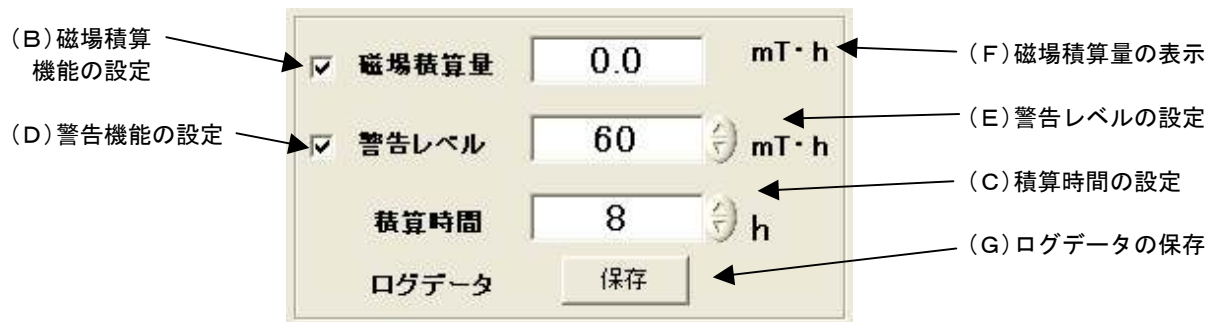 (B)磁場積算
機能の設定
(D)警告機能の設定
磁場積算量 0.0 mT・h
警告レベル 60 mT・h
積算時間 8 h
ログデータ 保存
(F)磁場積算量の表示
(E)警告レベルの設定
(C)積算時間の設定
(G)ログデータの保存